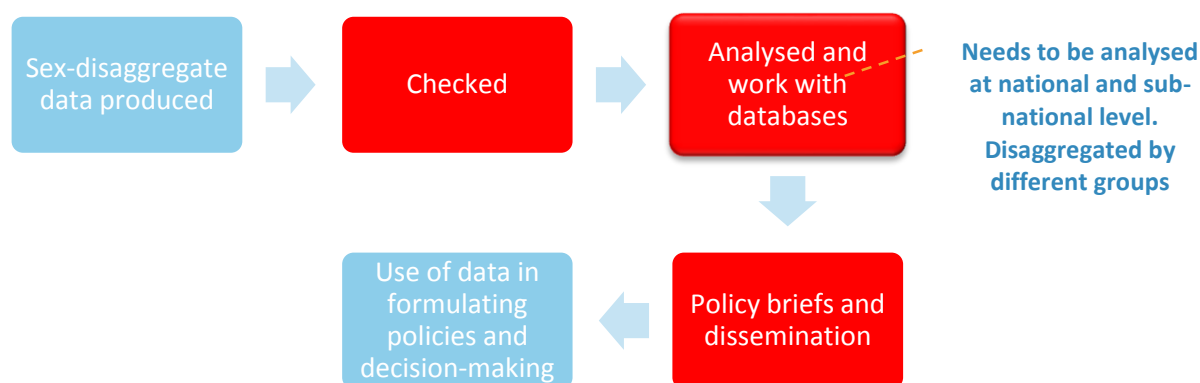 Sex-disaggregate
data produced
Checked
Analysed and
work with
databases
Needs to be analysed
at national and sub-
national level.
Disaggregated by
different groups
Policy briefs and
dissemination
Use of data in
formulating
policies and
decision-making